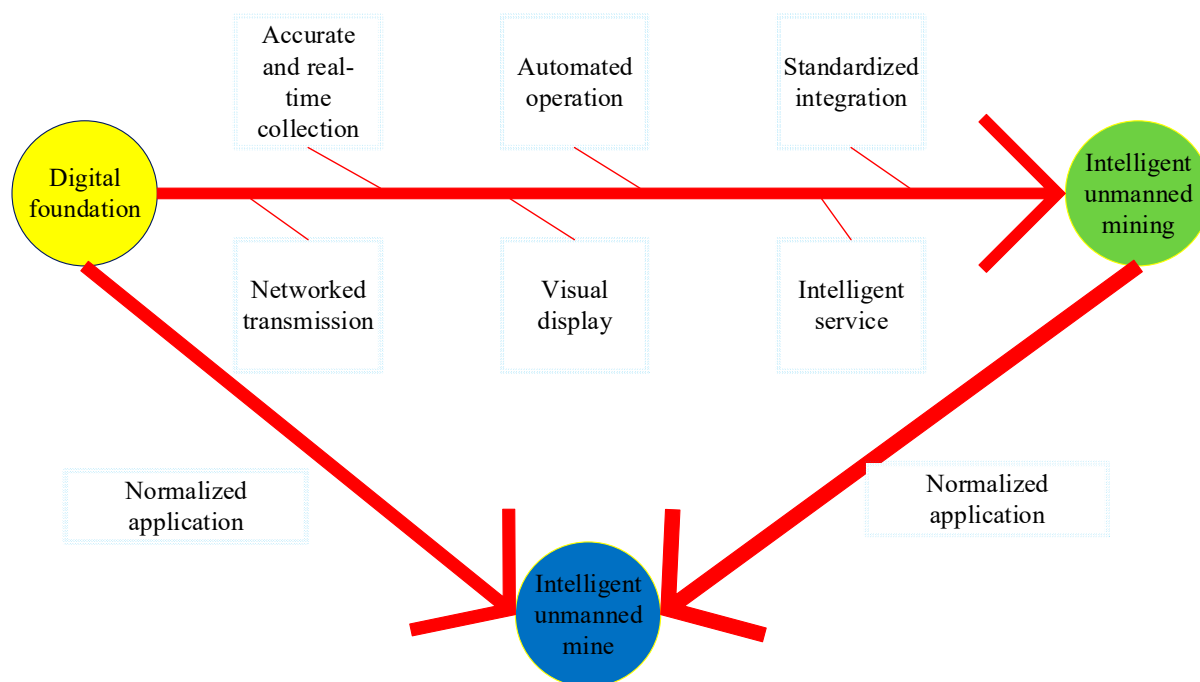 Accurate
and real-
time
collection
Automated
operation
Standardized
integration
Digital
foundation
Intelligent
unmanned
mining
Networked
transmission
Visual
display
Intelligent
service
Normalized
application
Normalized
application
Intelligent
unmanned
mine